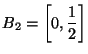 $B_2 = \left[0, \frac{1}{2}\right]$